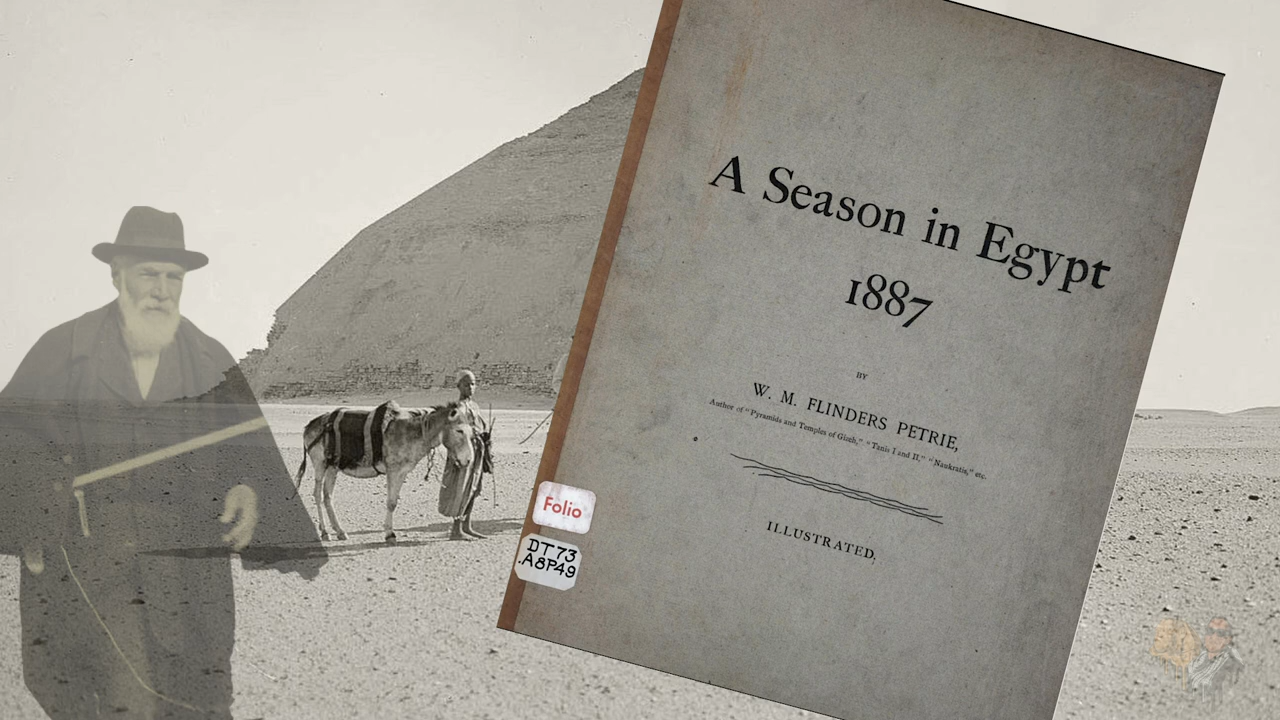 A Season in Egypt
1887
BY
W. M. FLINDERS PETRIE,
Author of "Pyramids and Temples of Gizeh," "Tanis I and II," "Naukratis," etc.
ILLUSTRATED,
Folio
DT73
.A8P49